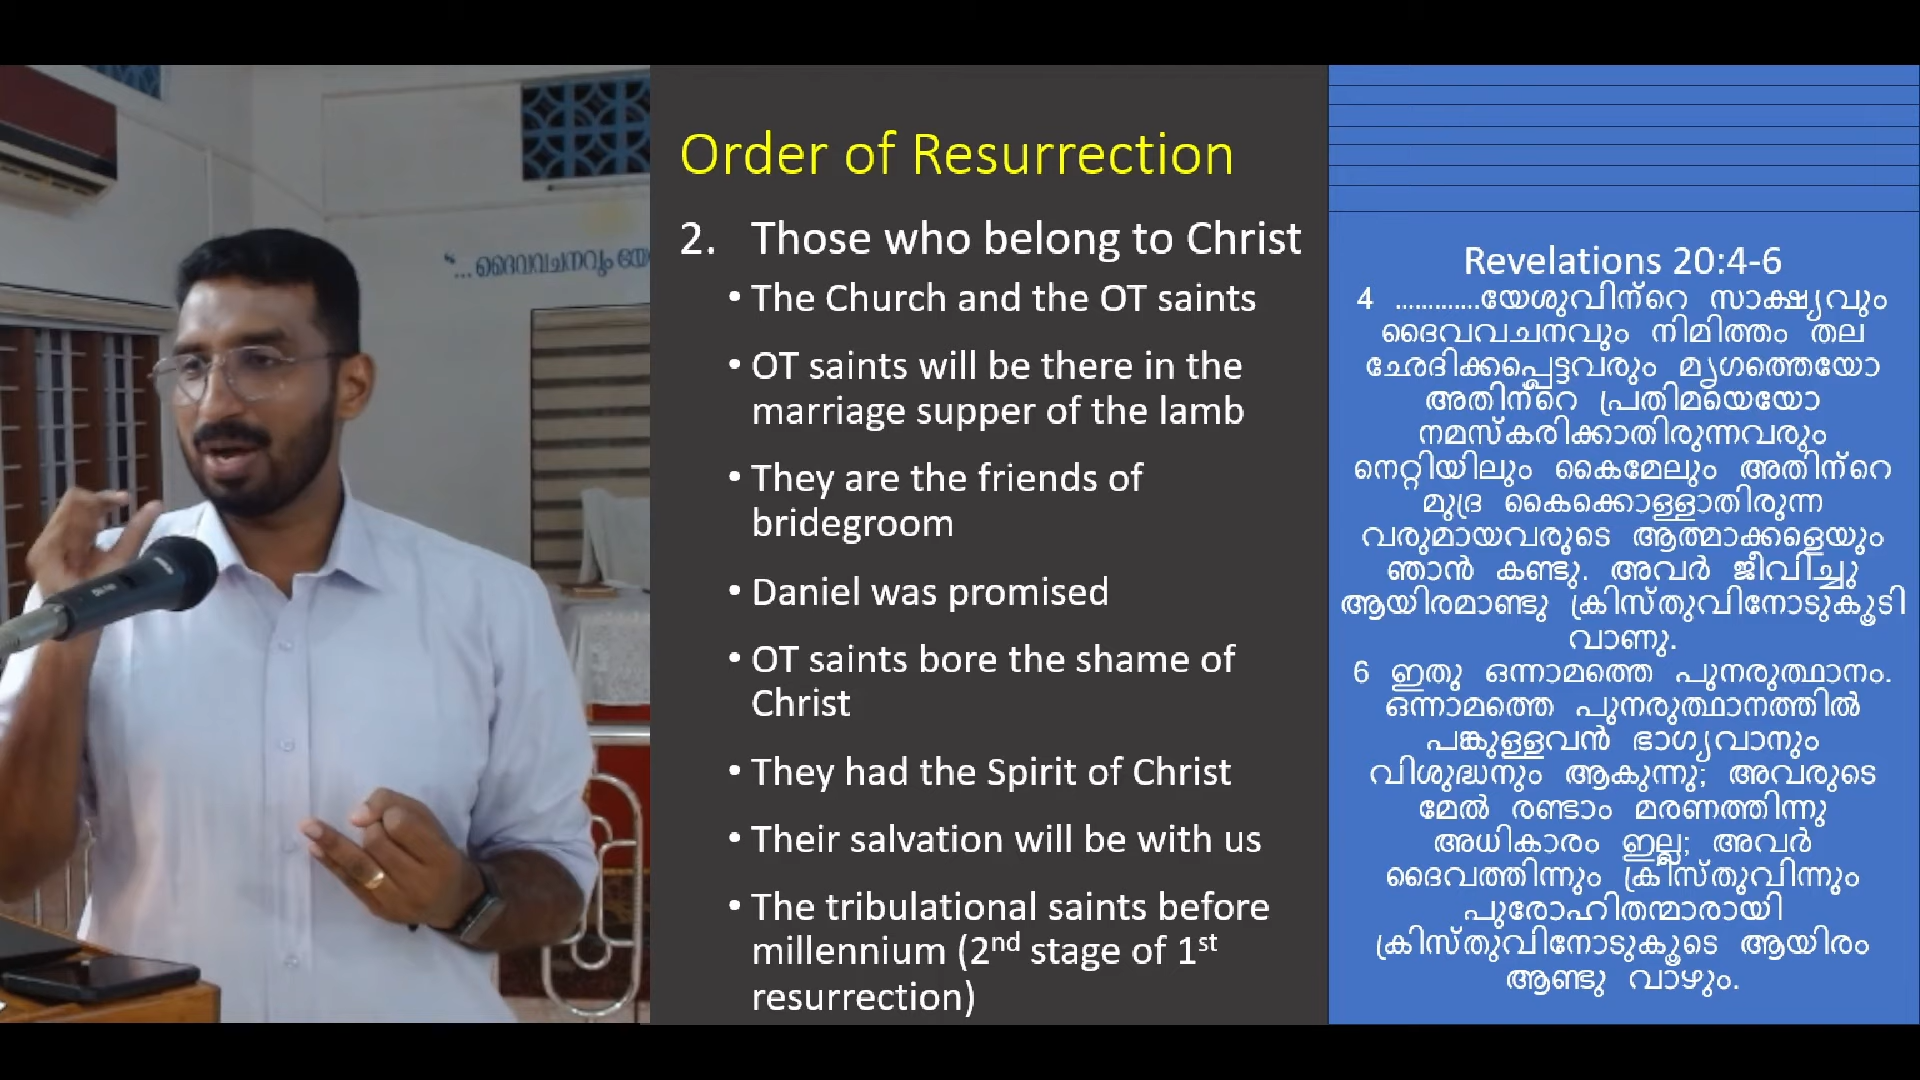 "...ദൈവവചനവും യേ
Order of Resurrection
2. Those who belong to Christ
• The Church and the OT saints
• OT saints will be there in the
marriage supper of the lamb
• They are the friends of
bridegroom
• Daniel was promised
• OT saints bore the shame of
Christ
• They had the Spirit of Christ
• Their salvation will be with us
• The tribulational saints before
millennium (2nd stage of 1st
resurrection)
Revelations 20:4-6
4 ............യേശുവിന്റെ സാക്ഷ്യവും
ദൈവവചനവും നിമിത്തം തല
ഛേദിക്കപ്പെട്ടവരും മൃഗത്തെയോ
അതിന്റെ പ്രതിമയെയോ
നമസ്കരിക്കാതിരുന്നവരും
നെറ്റിയിലും കൈമേലും അതിന്റെ
മുദ്ര കൈക്കൊള്ളാതിരുന്ന
വരുമായവരുടെ ആത്മാക്കളെയും
ഞാൻ കണ്ടു. അവർ ജീവിച്ചു
ആയിരമാണ്ടു ക്രിസ്തുവിനോടുകൂടി
വാണു.
6 ഇതു ഒന്നാമത്തെ പുനരുത്ഥാനം.
ഒന്നാമത്തെ പുനരുത്ഥാനത്തിൽ
പങ്കുള്ളവൻ ഭാഗ്യവാനും
വിശുദ്ധനും ആകുന്നു; അവരുടെ
മേൽ രണ്ടാം മരണത്തിന്നു
അധികാരം ഇല്ല; അവർ
ദൈവത്തിന്നും ക്രിസ്തുവിന്നും
പുരോഹിതന്മാരായി
ക്രിസ്തുവിനോടുകൂടെ ആയിരം
ആണ്ടു വാഴും.